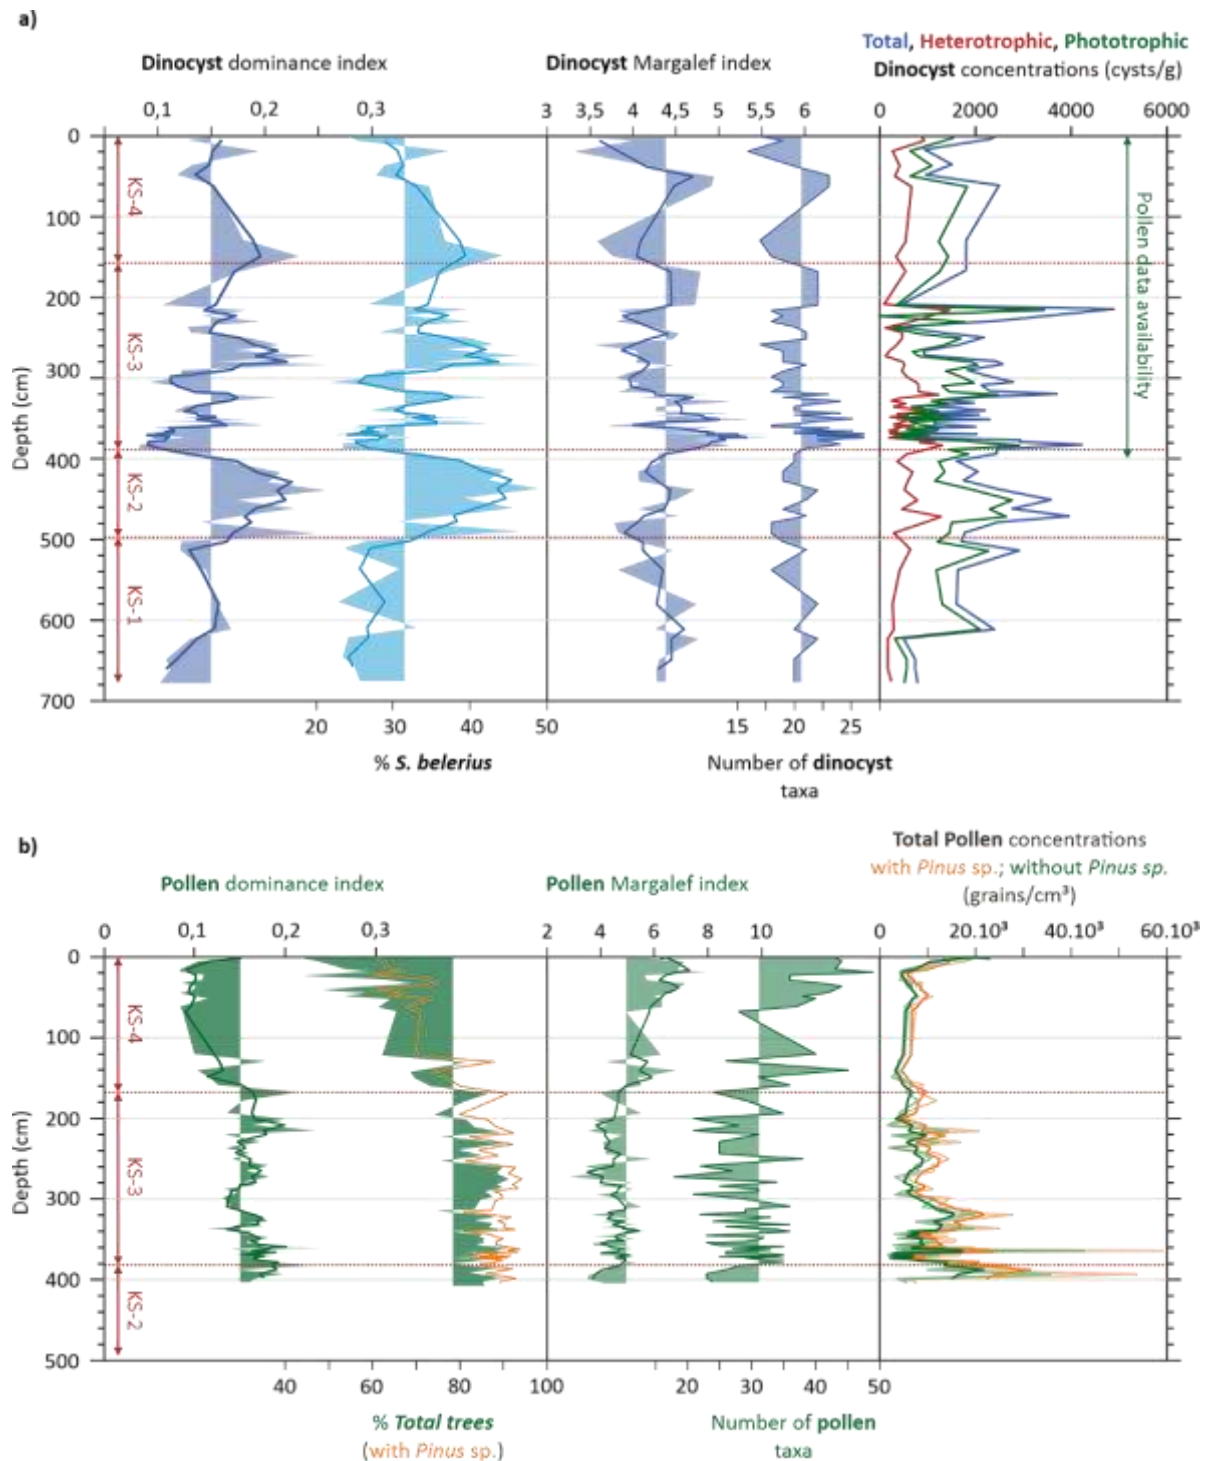 a)
Total, Heterotrophic, Phototrophic
Dinocyst dominance index
Dinocyst Margalef index
Dinocyst concentrations (cysts/g)
0,1 0,2 0,3 3 3,5 4 4,5 5 5,5 6 0 2000 4000 6000
0
100
200
300
400
500
600
700
Depth (cm)
KS-4
KS-3
KS-2
KS-1
Pollen data availability
20 30 40 50 15 20 25
% S. belerius
Number of dinocyst
taxa
b)
Total Pollen concentrations
with Pinus sp.; without Pinus sp.
(grains/cm³)
Pollen dominance index
Pollen Margalef index
0 0,1 0,2 0,3 2 4 6 8 10 0 20.10³ 40.10³ 60.10³
0
100
200
300
400
500
Depth (cm)
KS-4
KS-3
KS-2
40 60 80 100 20 30 40 50
% Total trees
(with Pinus sp.)
Number of pollen
taxa